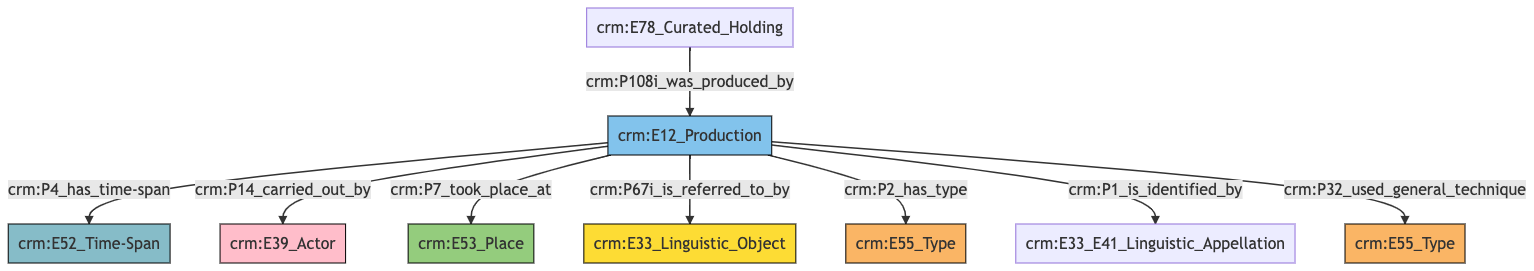 crm:E78_Curated_Holding
crm:P108i_was_produced_by
crm:E12_Production
crm:P4_has_time-span
crm:P14_carried_out_by
crm:P7_took_place_at
crm:P67i_is_referred_to_by
crm:P2_has_type
crm:P1_is_identified_by
crm:P32_used_general_technique
crm:E52_Time-Span
crm:E39_Actor
crm:E53_Place
crm:E33_Linguistic_Object
crm:E55_Type
crm:E33_E41_Linguistic_Appellation
crm:E55_Type